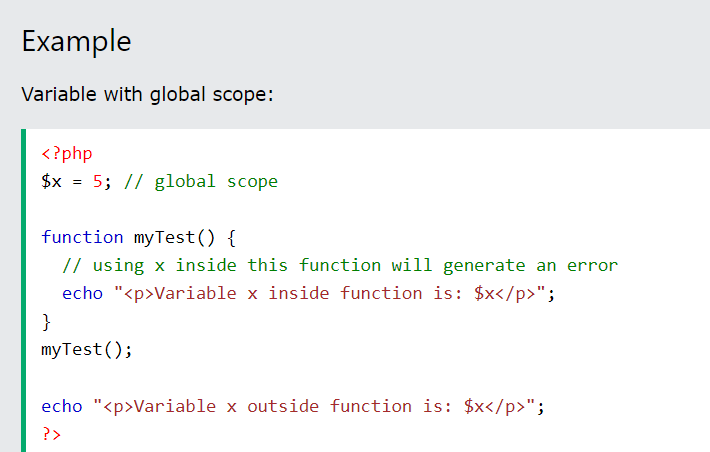 Example
Variable with global scope:
<?php
$x = 5; // global scope
function myTest() {
// using x inside this function will generate an error
echo "<p>Variable x inside function is: $x</p>";
}
myTest();
echo "<p>Variable x outside function is: $x</p>";
?>